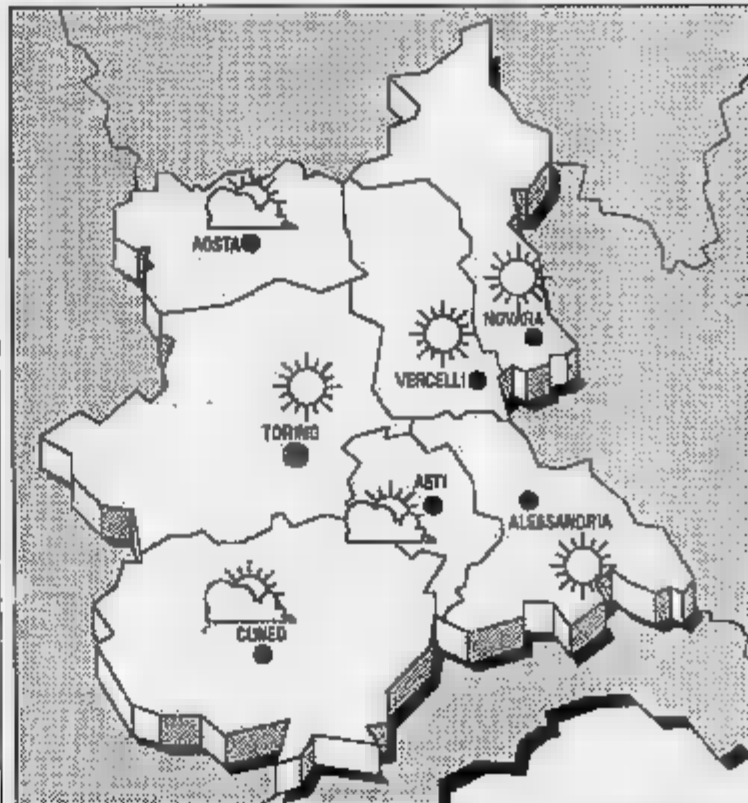 AOSTA
NOVARA
VERCELLI
TORINO
ASTI
ALESSANDRIA
CUNEO